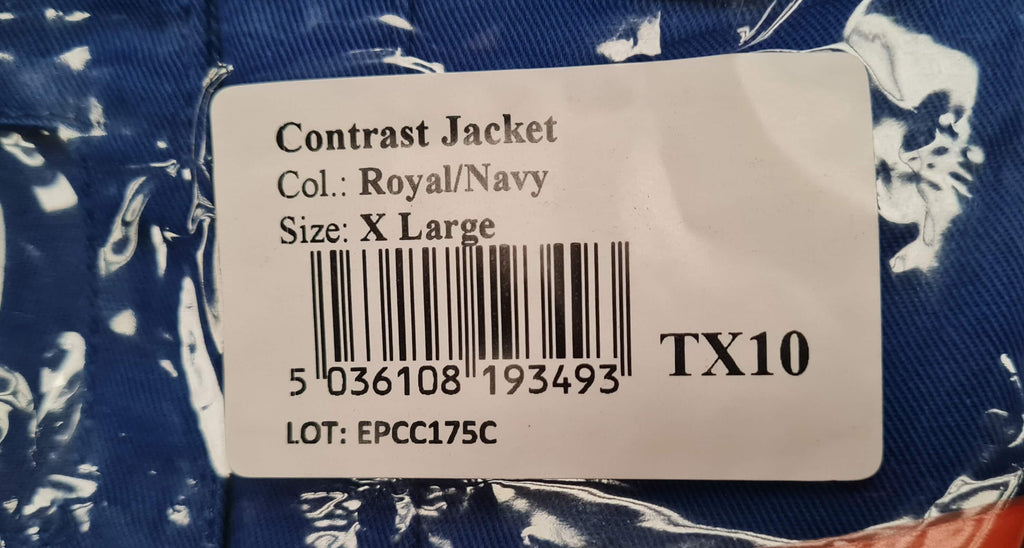 Contrast Jacket
Col.: Royal/Navy
Size: X Large
5 036108 193493
TX10
LOT: EPCC175C